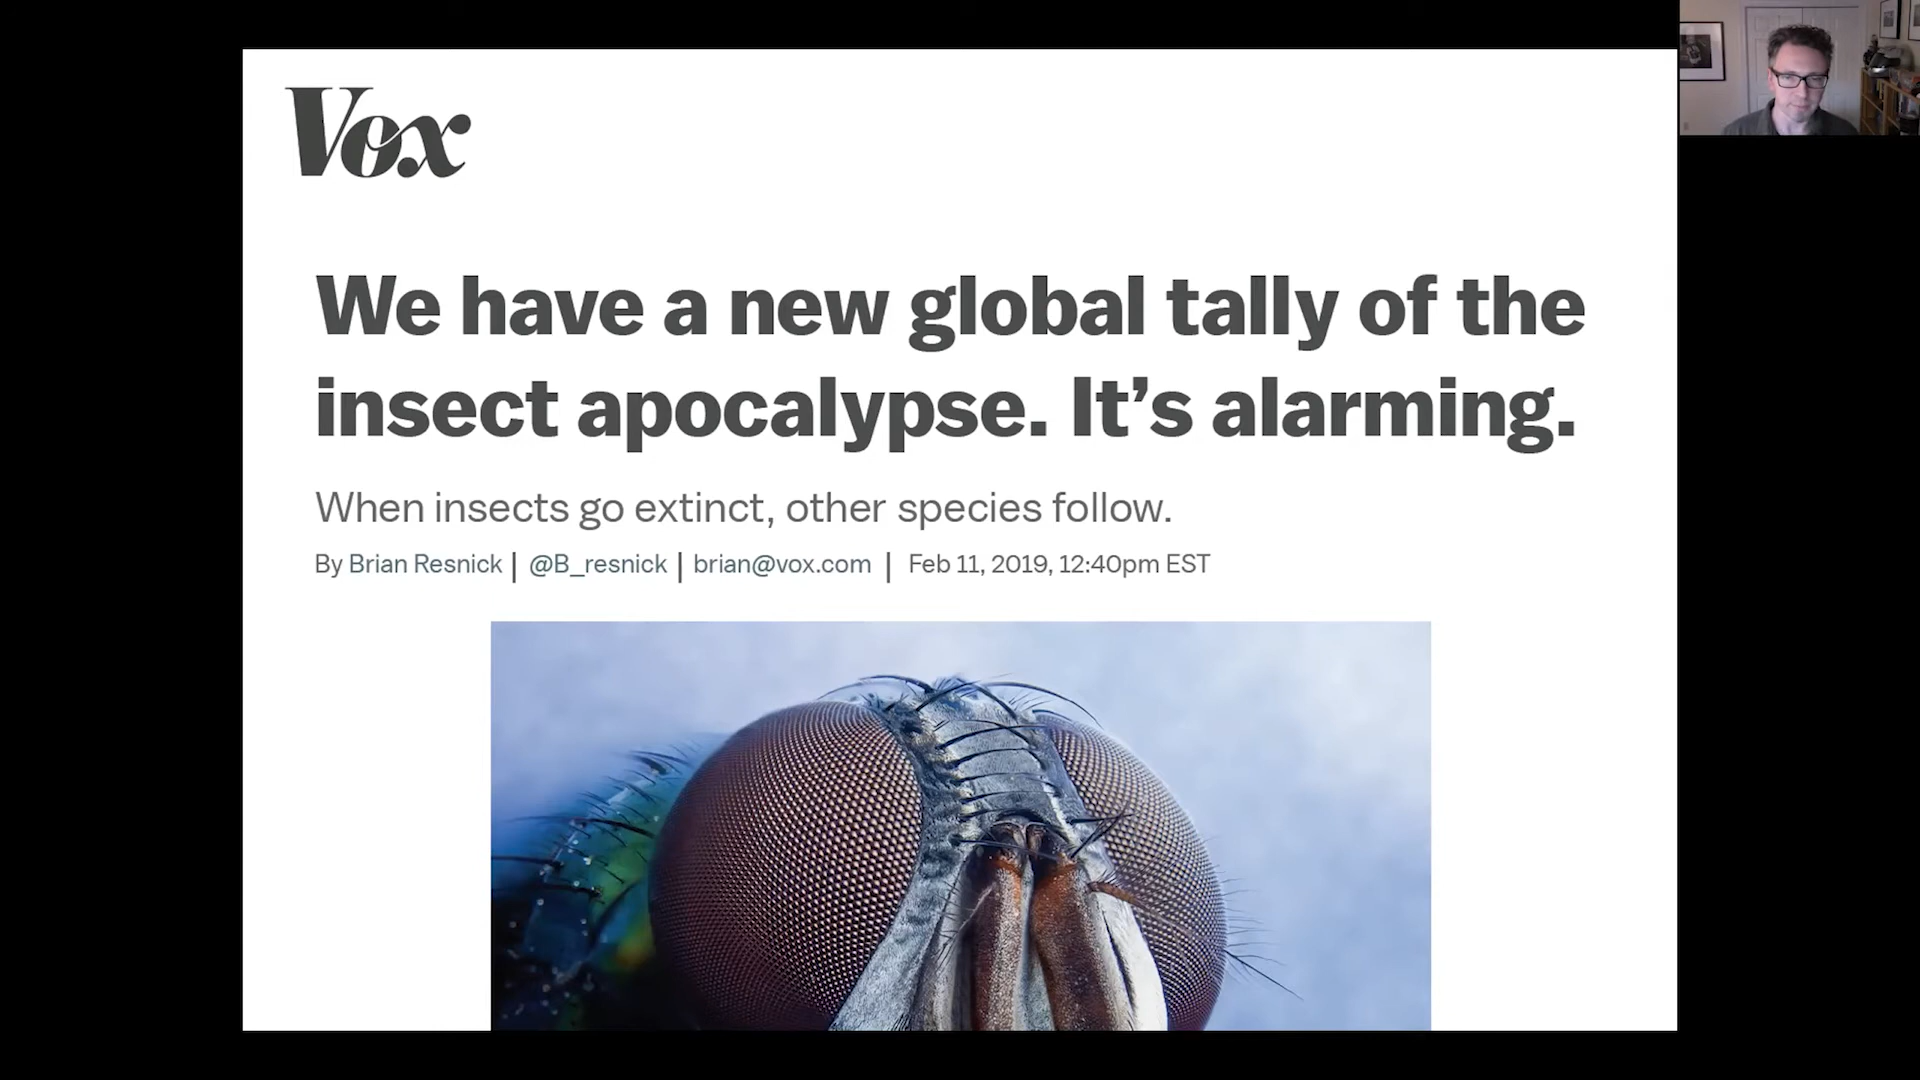 Vox
We have a new global tally of the
insect apocalypse. It’s alarming.
When insects go extinct, other species follow.
By Brian Resnick | @B_resnick | brian@vox.com | Feb 11, 2019, 12:40pm EST